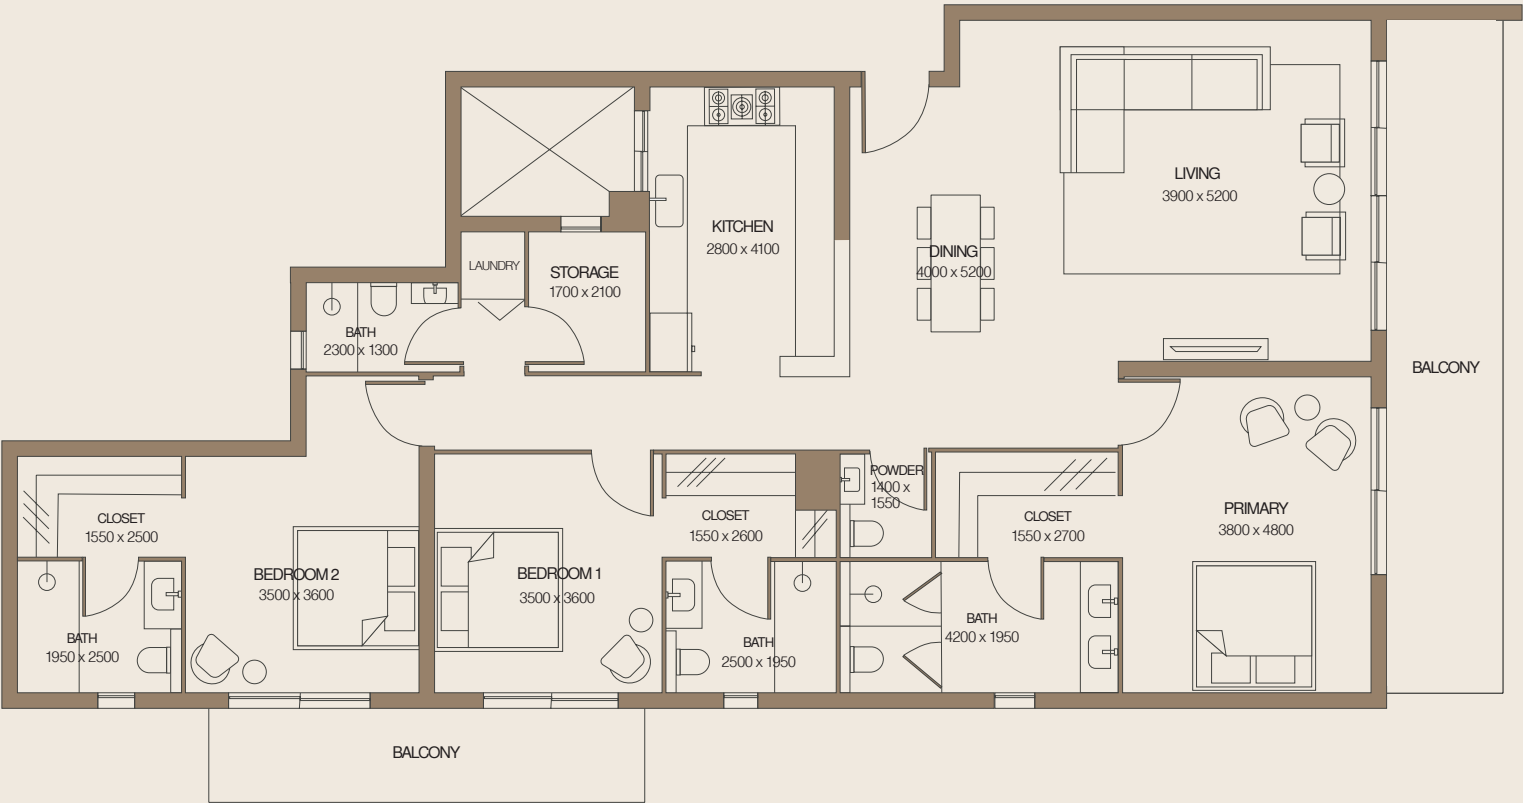 LIVING
3900 x 5200
KITCHEN
2800 x 4100
DINING
4000 x 5200
LAUNDRY
STORAGE
1700 x 2100
BATH
2300 x 1300
BALCONY
POWDER
1400 x
1550
CLOSET
1550 x 2500
CLOSET
1550 x 2600
CLOSET
1550 x 2700
PRIMARY
3800 x 4800
BEDROOM 2
3500 x 3600
BEDROOM 1
3500 x 3600
BATH
1950 x 2500
BATH
2500 x 1950
BATH
4200 x 1950
BALCONY